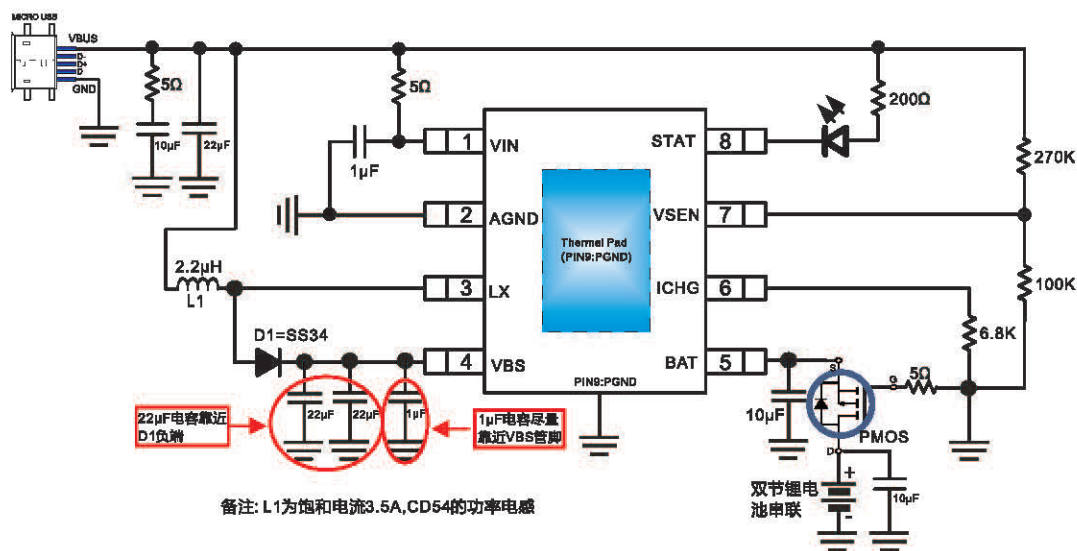 MICRO USB
VBUS
D-
D+
D
GND
5Ω
10μF
22μF
5Ω
1μF
200Ω
270K
100K
6.8K
1 VIN
2 AGND
3 LX
4 VBS
STAT 8
VSEN 7
ICHG 6
BAT 5
Thermal Pad
(PIN9:PGND)
PIN9:PGND
2.2μH
L1
D1=SS34
22μF
22μF
1μF
22μF电容靠近
D1负端
1μF电容尽量
靠近VBS管脚
10μF
S
G
5Ω
PMOS
D
+
-
双节锂电
池串联
10μF
备注: L1为饱和电流3.5A,CD54的功率电感